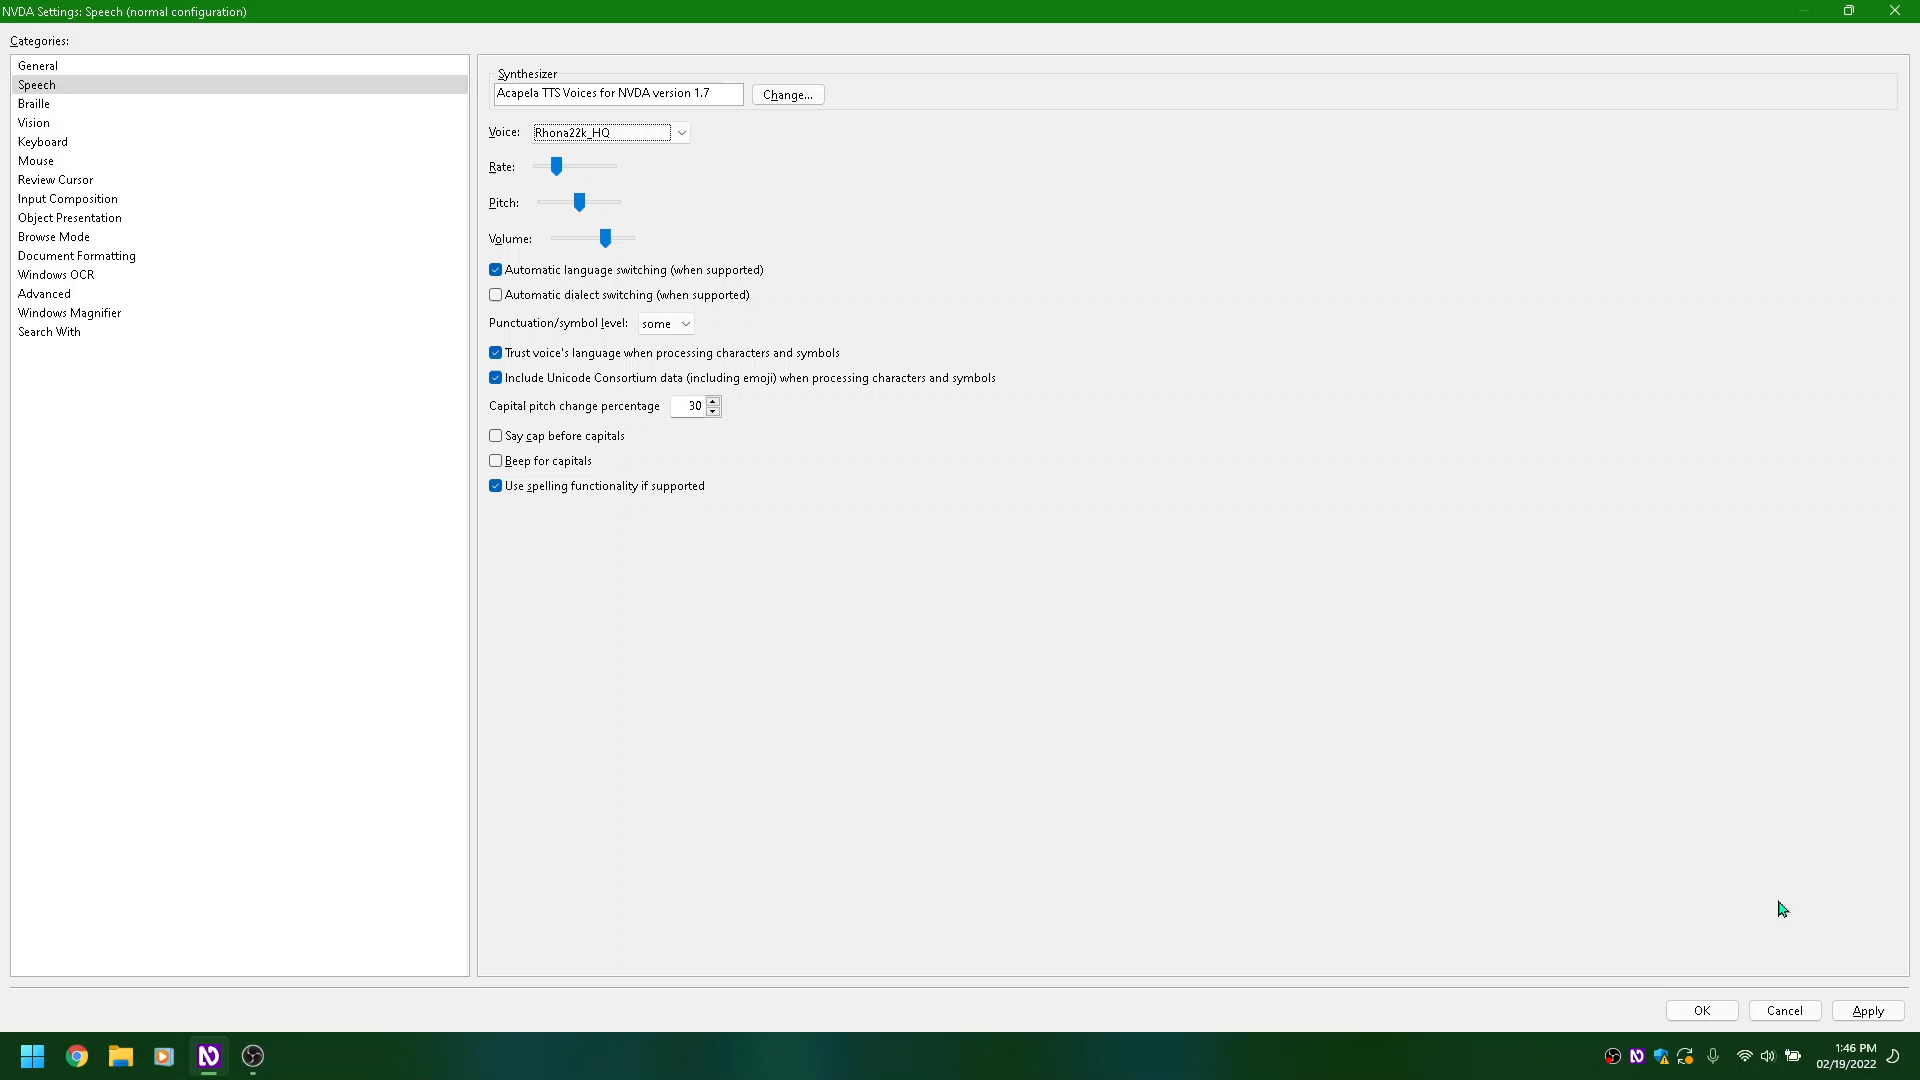 NVDA Settings: Speech (normal configuration)
Categories:
General
Speech
Braille
Vision
Keyboard
Mouse
Review Cursor
Input Composition
Object Presentation
Browse Mode
Document Formatting
Windows OCR
Advanced
Windows Magnifier
Search With
Synthesizer
Acapela TTS Voices for NVDA version 1.7 Change...
Voice: Rhona22k_HQ
Rate:
Pitch:
Volume:
Automatic language switching (when supported)
Automatic dialect switching (when supported)
Punctuation/symbol level: some
Trust voice's language when processing characters and symbols
Include Unicode Consortium data (including emoji) when processing characters and symbols
Capital pitch change percentage 30
Say cap before capitals
Beep for capitals
Use spelling functionality if supported
OK Cancel Apply
1:46 PM
02/19/2022